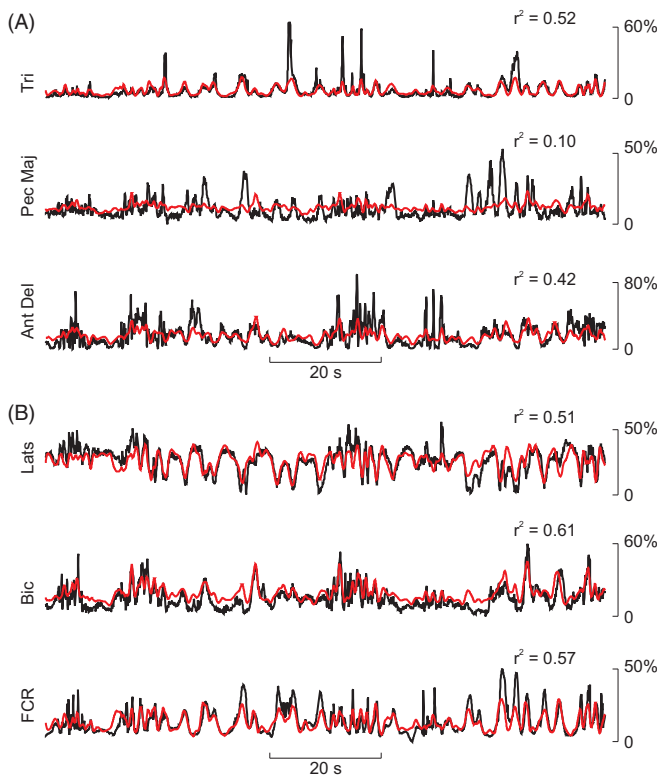 (A)
r² = 0.52
60%
Tri
0
r² = 0.10
50%
Pec Maj
0
r² = 0.42
80%
Ant Del
0
20 s
(B)
r² = 0.51
50%
Lats
0
r² = 0.61
60%
Bic
0
r² = 0.57
50%
FCR
0
20 s